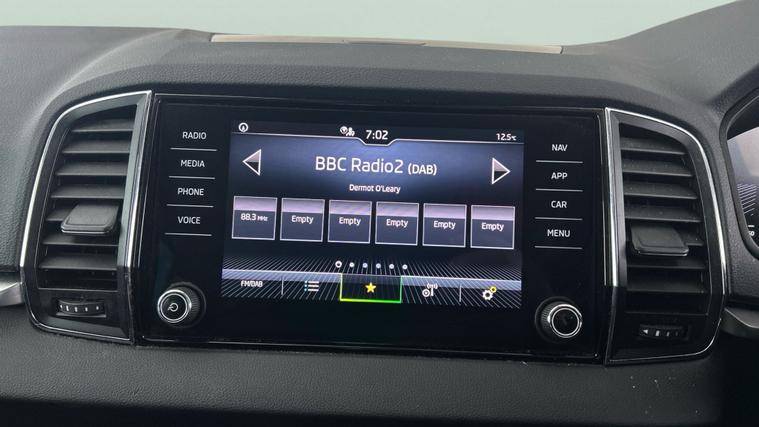 RADIO
MEDIA
PHONE
VOICE
7:02
12.5°C
BBC Radio2 (DAB)
Dermot O'Leary
88.3 MHz
Empty
Empty
Empty
Empty
Empty
FM/DAB
NAV
APP
CAR
MENU